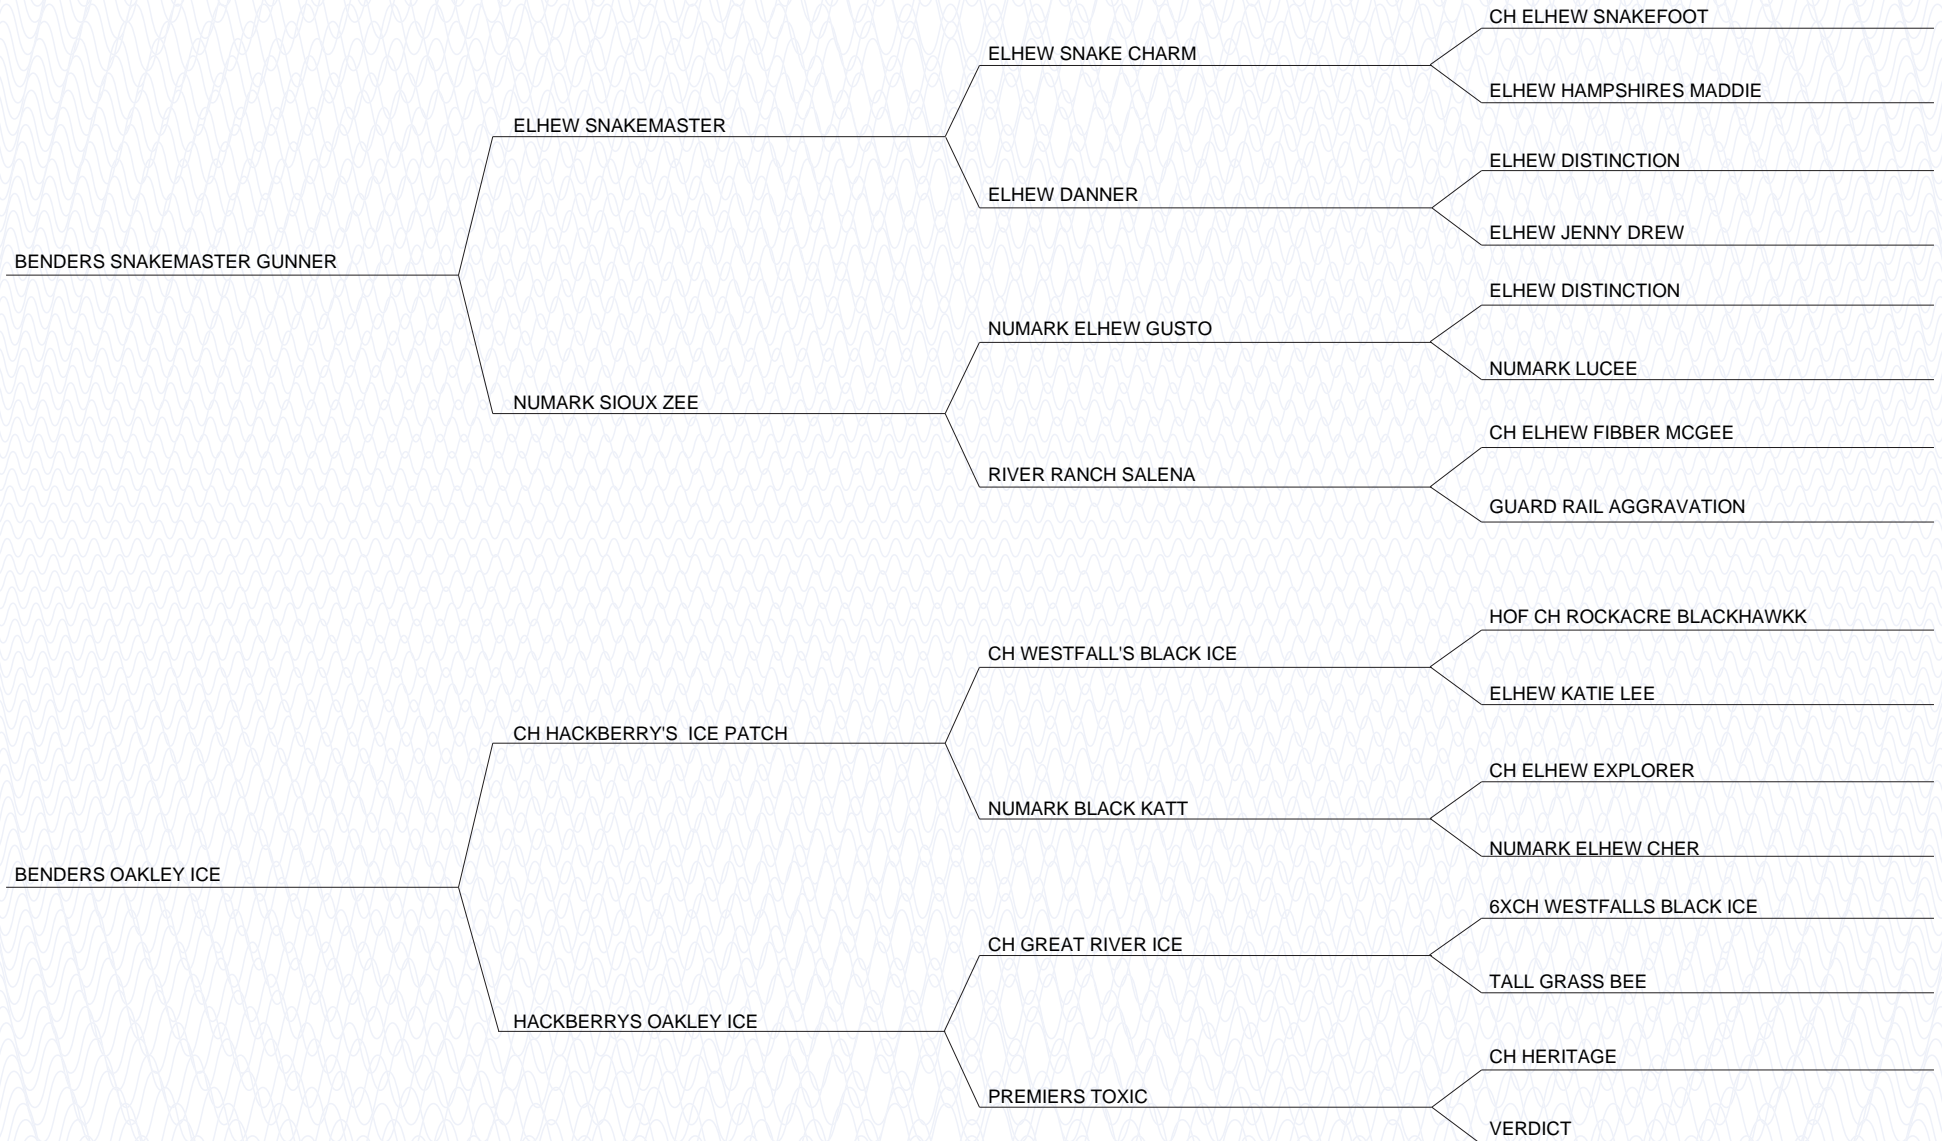 CH ELHEW SNAKEFOOT
ELHEW SNAKE CHARM
ELHEW HAMPSHIRES MADDIE
ELHEW SNAKEMASTER
ELHEW DISTINCTION
ELHEW DANNER
ELHEW JENNY DREW
BENDERS SNAKEMASTER GUNNER
ELHEW DISTINCTION
NUMARK ELHEW GUSTO
NUMARK LUCEE
NUMARK SIOUX ZEE
CH ELHEW FIBBER MCGEE
RIVER RANCH SALENA
GUARD RAIL AGGRAVATION
HOF CH ROCKACRE BLACKHAWKK
CH WESTFALL'S BLACK ICE
ELHEW KATIE LEE
CH HACKBERRY'S  ICE PATCH
CH ELHEW EXPLORER
NUMARK BLACK KATT
NUMARK ELHEW CHER
BENDERS OAKLEY ICE
6XCH WESTFALLS BLACK ICE
CH GREAT RIVER ICE
TALL GRASS BEE
HACKBERRYS OAKLEY ICE
CH HERITAGE
PREMIERS TOXIC
VERDICT